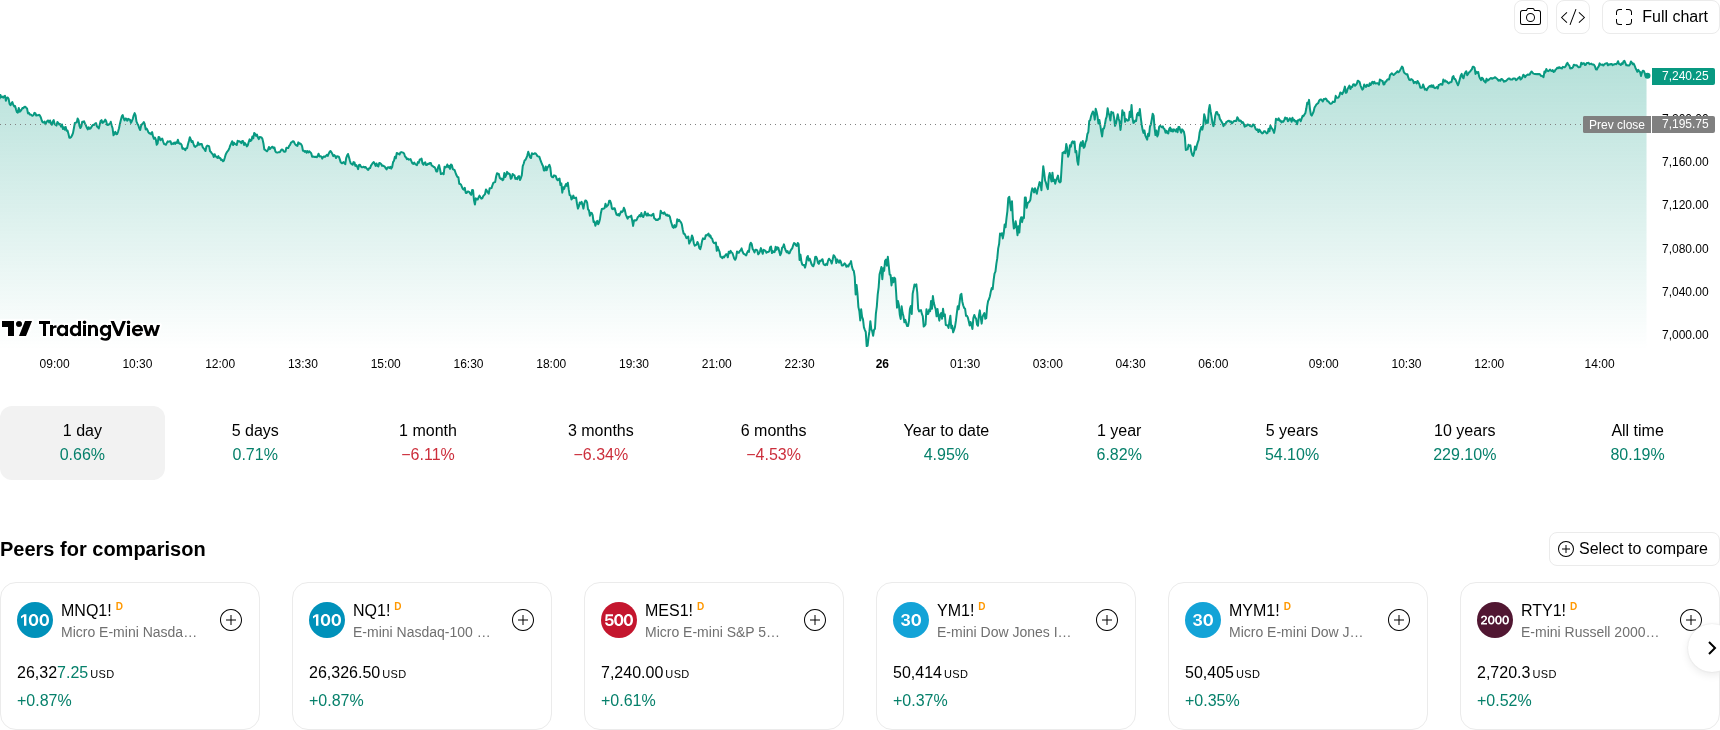 Full chart
7,240.25
Prev close 7,195.75
7,160.00
7,120.00
7,080.00
7,040.00
7,000.00
TradingView
09:00 10:30 12:00 13:30 15:00 16:30 18:00 19:30 21:00 22:30 26 01:30 03:00 04:30 06:00 09:00 10:30 12:00 14:00
1 day 5 days 1 month 3 months 6 months Year to date 1 year 5 years 10 years All time
0.66% 0.71% −6.11% −6.34% −4.53% 4.95% 6.82% 54.10% 229.10% 80.19%
Peers for comparison
Select to compare
100 MNQ1! D
Micro E-mini Nasda…
26,327.25 USD
+0.87%
100 NQ1! D
E-mini Nasdaq-100 …
26,326.50 USD
+0.87%
500 MES1! D
Micro E-mini S&P 5…
7,240.00 USD
+0.61%
30 YM1! D
E-mini Dow Jones I…
50,414 USD
+0.37%
30 MYM1! D
Micro E-mini Dow J…
50,405 USD
+0.35%
2000 RTY1! D
E-mini Russell 2000…
2,720.3 USD
+0.52%